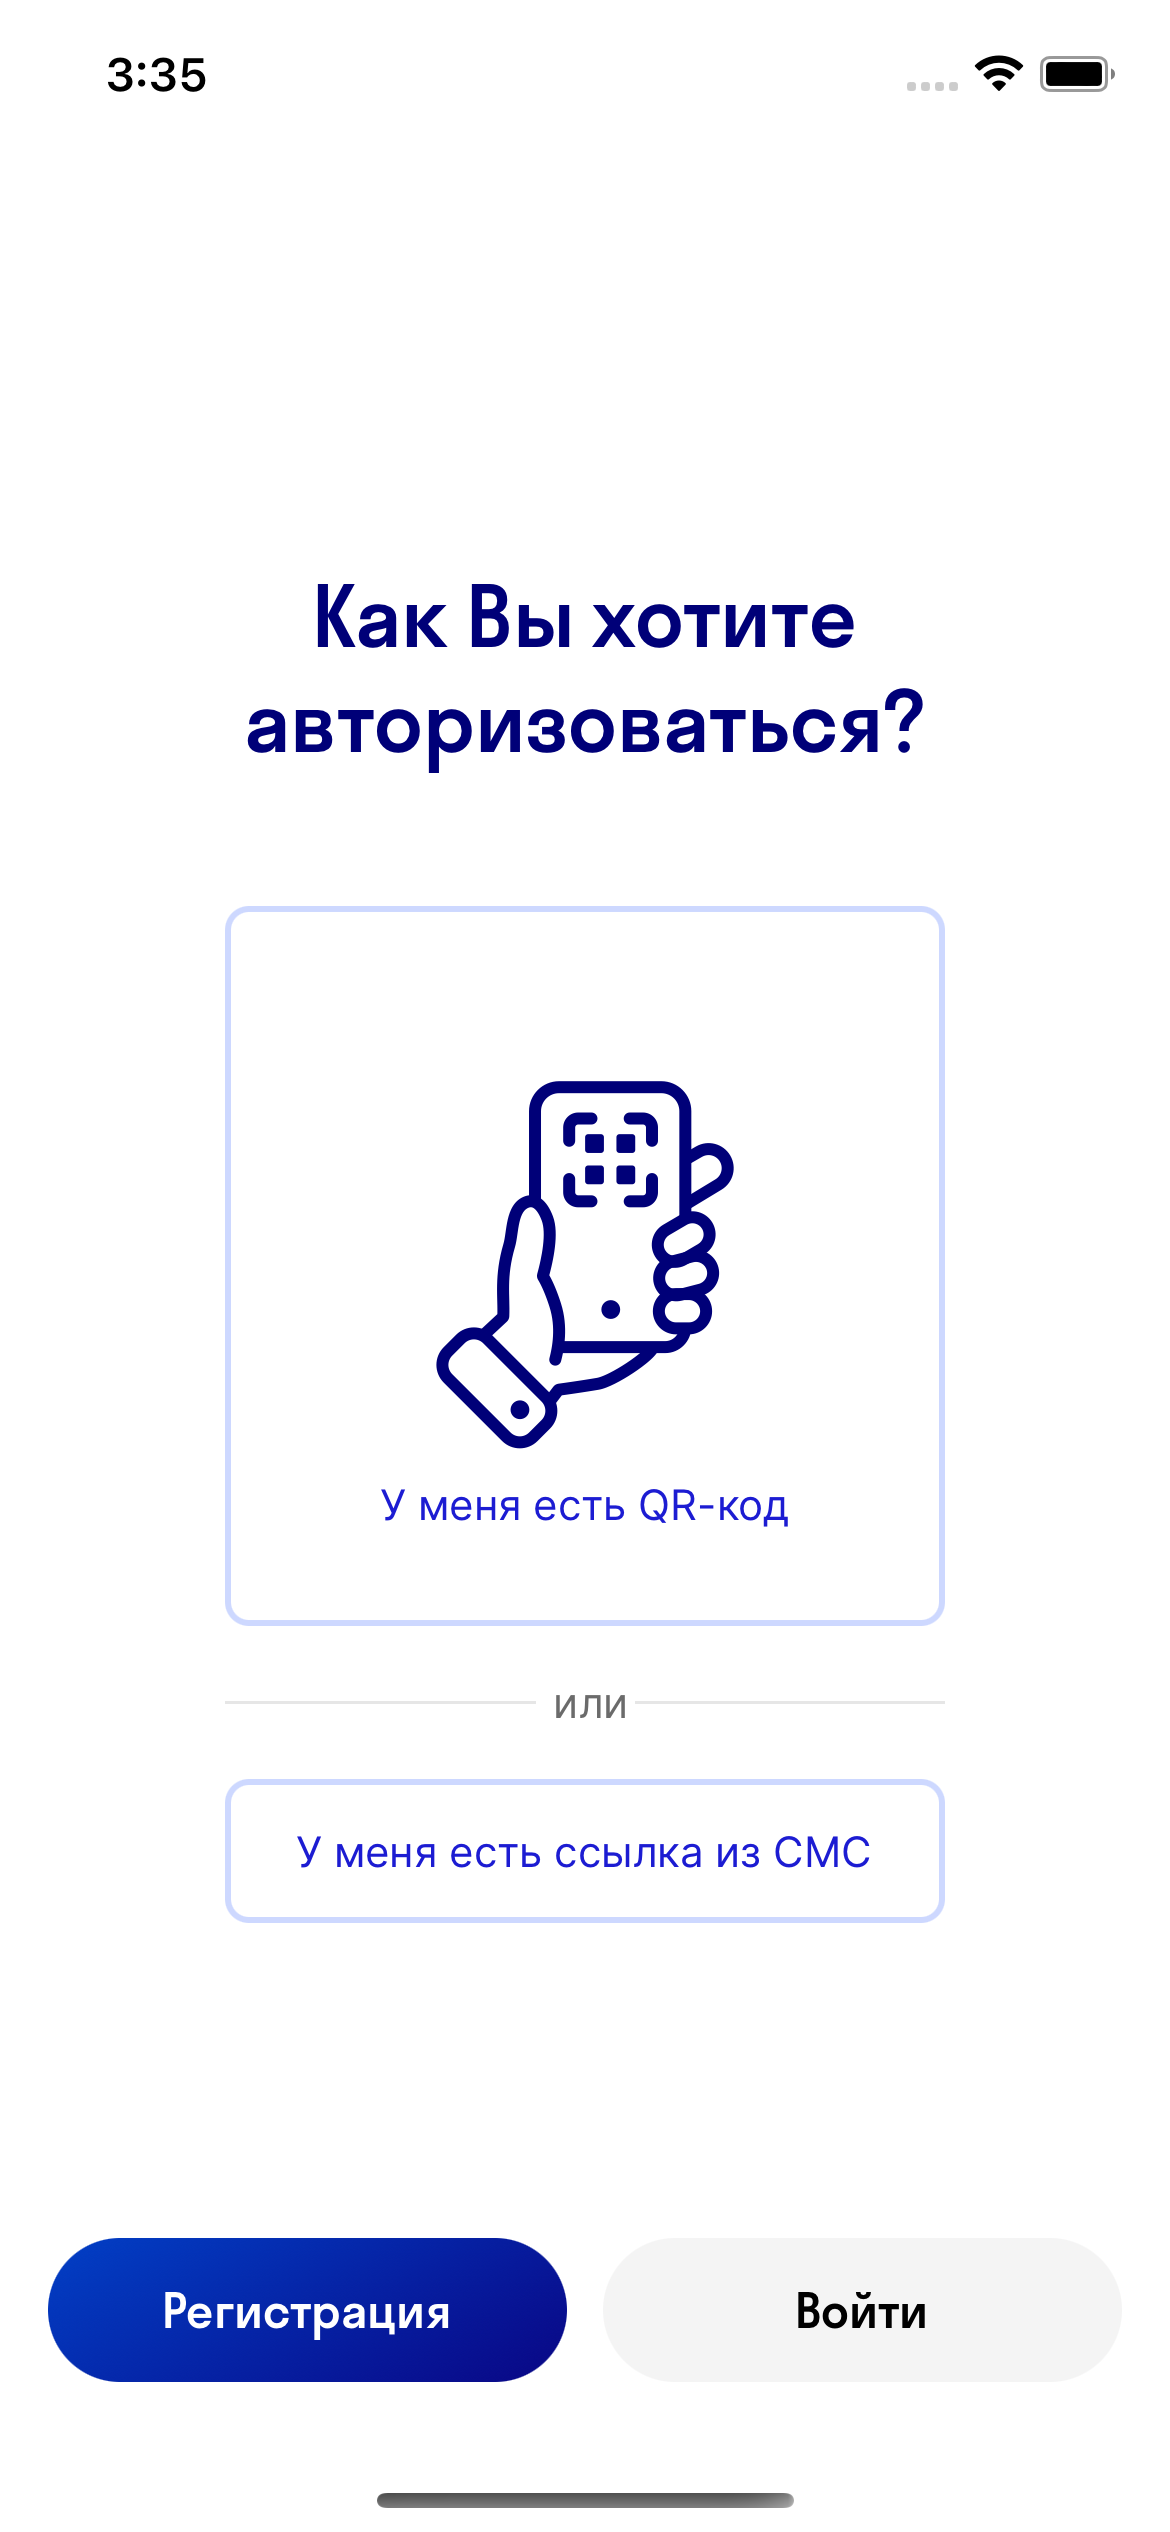 3:35
Как Вы хотите
авторизоваться?
У меня есть QR-код
или
У меня есть ссылка из СМС
Регистрация
Войти